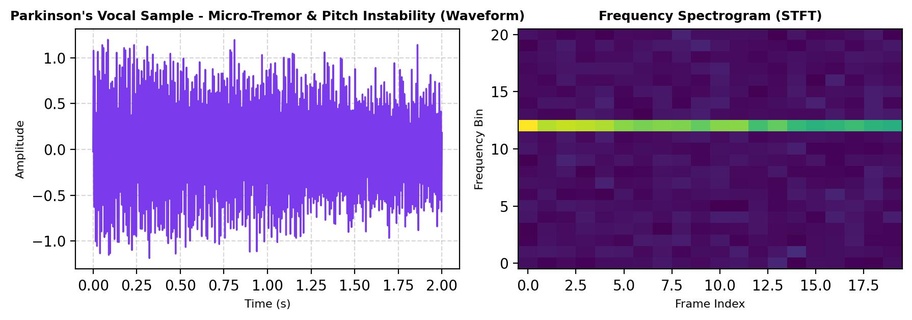 Parkinson's Vocal Sample - Micro-Tremor & Pitch Instability (Waveform)
Amplitude
1.0
0.5
0.0
−0.5
−1.0
0.00 0.25 0.50 0.75 1.00 1.25 1.50 1.75 2.00
Time (s)
Frequency Spectrogram (STFT)
Frequency Bin
20
15
10
5
0
0.0 2.5 5.0 7.5 10.0 12.5 15.0 17.5
Frame Index